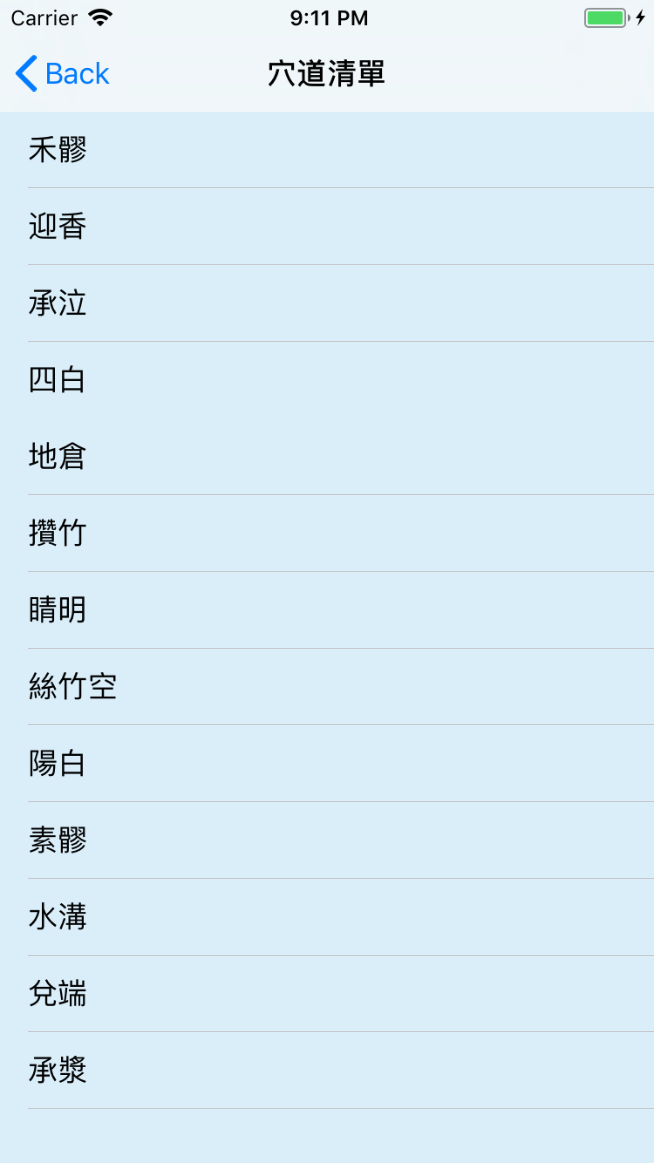 Carrier 9:11 PM
Back 穴道清單
禾髎
迎香
承泣
四白
地倉
攢竹
睛明
絲竹空
陽白
素髎
水溝
兌端
承漿